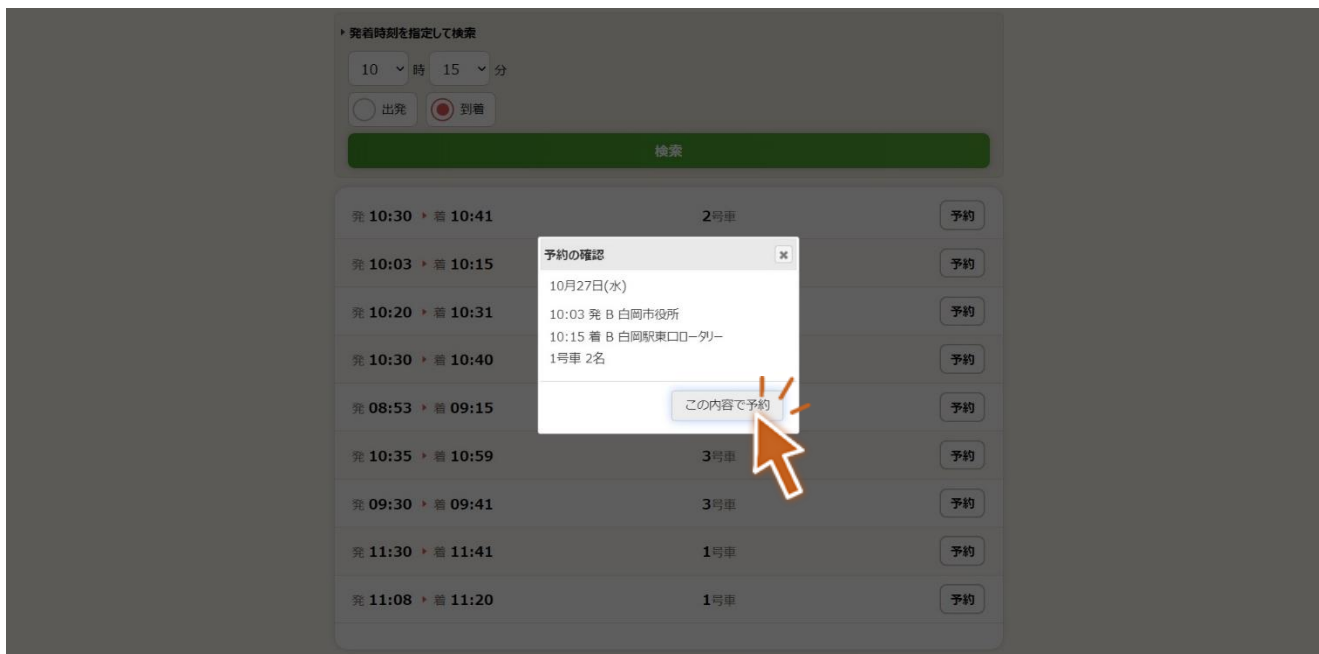 発着時刻を指定して検索
10 時 15 分
出発 到着
検索
発 10:30 着 10:41 2号車 予約
発 10:03 着 10:15 予約
発 10:20 着 10:31 予約
発 10:30 着 10:40 予約
発 08:53 着 09:15 予約
発 10:35 着 10:59 3号車 予約
発 09:30 着 09:41 3号車 予約
発 11:30 着 11:41 1号車 予約
発 11:08 着 11:20 1号車 予約
予約の確認
10月27日(水)
10:03 発 B 白岡市役所
10:15 着 B 白岡駅東口ロータリー
1号車 2名
この内容で予約